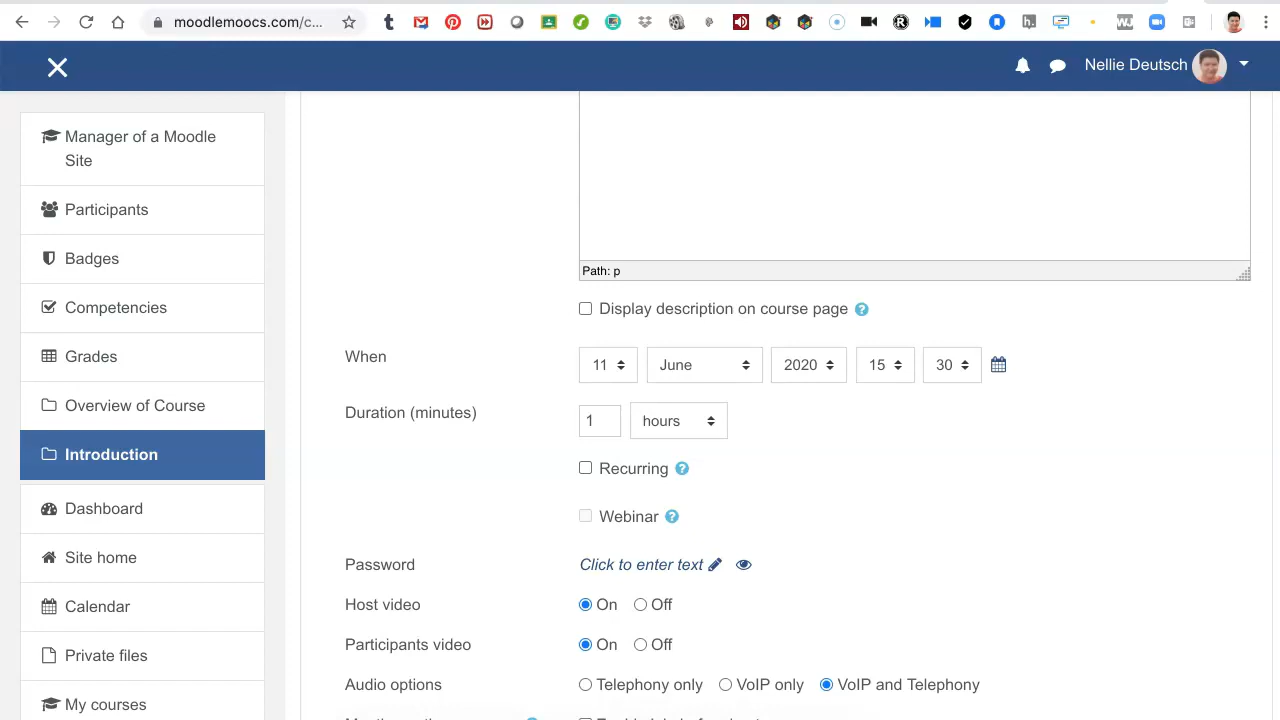 moodlemoocs.com/c...
Nellie Deutsch
Manager of a Moodle
Site
Participants
Badges
Competencies
Grades
Overview of Course
Introduction
Dashboard
Site home
Calendar
Private files
My courses
Path: p
Display description on course page
When 11 June 2020 15 30
Duration (minutes) 1 hours
Recurring
Webinar
Password Click to enter text
Host video On Off
Participants video On Off
Audio options Telephony only VoIP only VoIP and Telephony